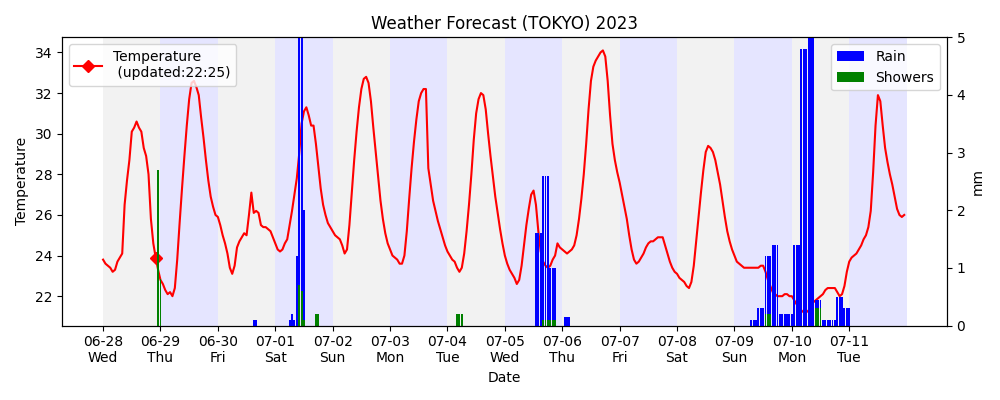 Weather Forecast (TOKYO) 2023
Temperature
(updated:22:25)
Rain
Showers
34
32
30
28
26
24
22
Temperature
5
4
3
2
1
0
mm
06-28 06-29 06-30 07-01 07-02 07-03 07-04 07-05 07-06 07-07 07-08 07-09 07-10 07-11
Wed Thu Fri Sat Sun Mon Tue Wed Thu Fri Sat Sun Mon Tue
Date